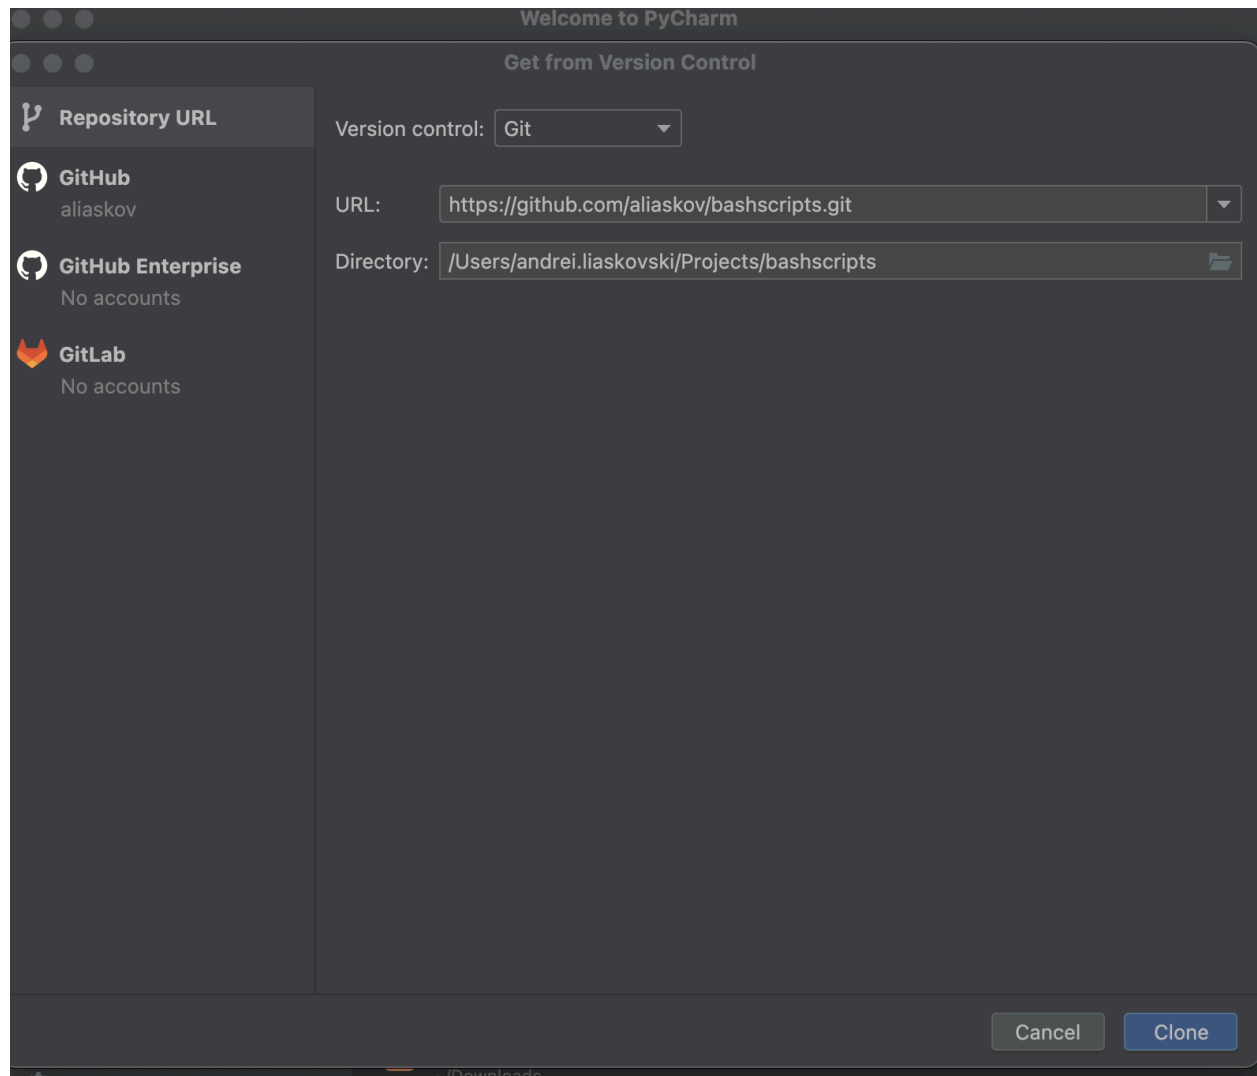 Welcome to PyCharm
Get from Version Control
Repository URL
GitHub
aliaskov
GitHub Enterprise
No accounts
GitLab
No accounts
Version control: Git
URL: https://github.com/aliaskov/bashscripts.git
Directory: /Users/andrei.liaskovski/Projects/bashscripts
Cancel Clone
/Downloads